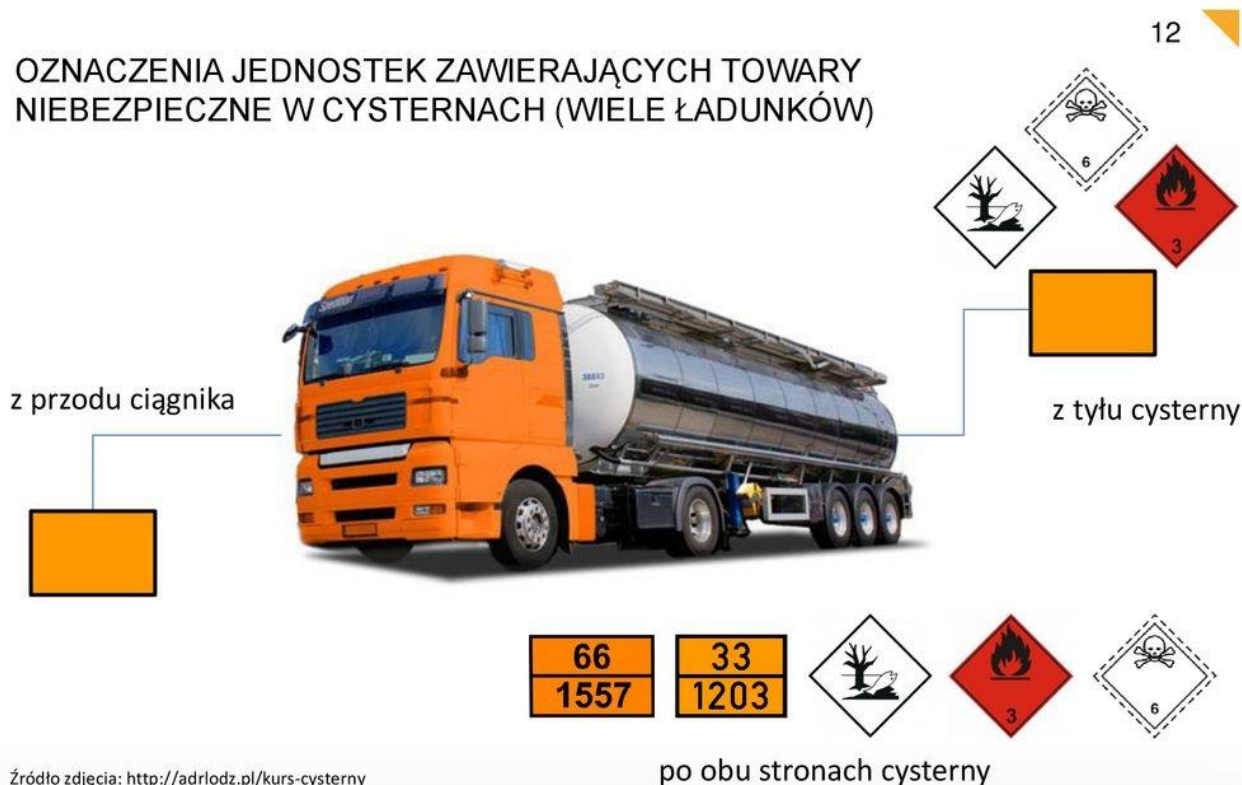 12
OZNACZENIA JEDNOSTEK ZAWIERAJĄCYCH TOWARY
NIEBEZPIECZNE W CYSTERNACH (WIELE ŁADUNKÓW)
6
3
38843
z przodu ciągnika
z tyłu cysterny
66
1557
33
1203
3
6
po obu stronach cysterny
Źródło zdjęcia: http://adrlodz.pl/kurs-cysterny